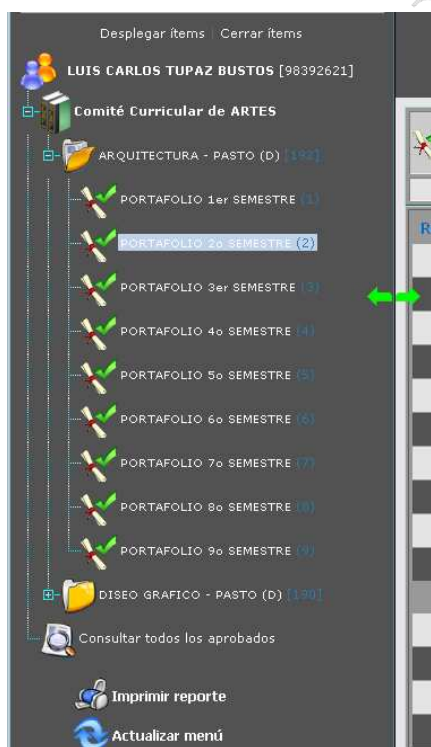 Desplegar ítems | Cerrar ítems
LUIS CARLOS TUPAZ BUSTOS [98392621]
Comité Curricular de ARTES
ARQUITECTURA - PASTO (D) [192]
PORTAFOLIO 1er SEMESTRE (1)
PORTAFOLIO 2o SEMESTRE (2)
PORTAFOLIO 3er SEMESTRE (3)
PORTAFOLIO 4o SEMESTRE (4)
PORTAFOLIO 5o SEMESTRE (5)
PORTAFOLIO 6o SEMESTRE (6)
PORTAFOLIO 7o SEMESTRE (7)
PORTAFOLIO 8o SEMESTRE (8)
PORTAFOLIO 9o SEMESTRE (9)
DISEO GRAFICO - PASTO (D) [190]
Consultar todos los aprobados
Imprimir reporte
Actualizar menú
R